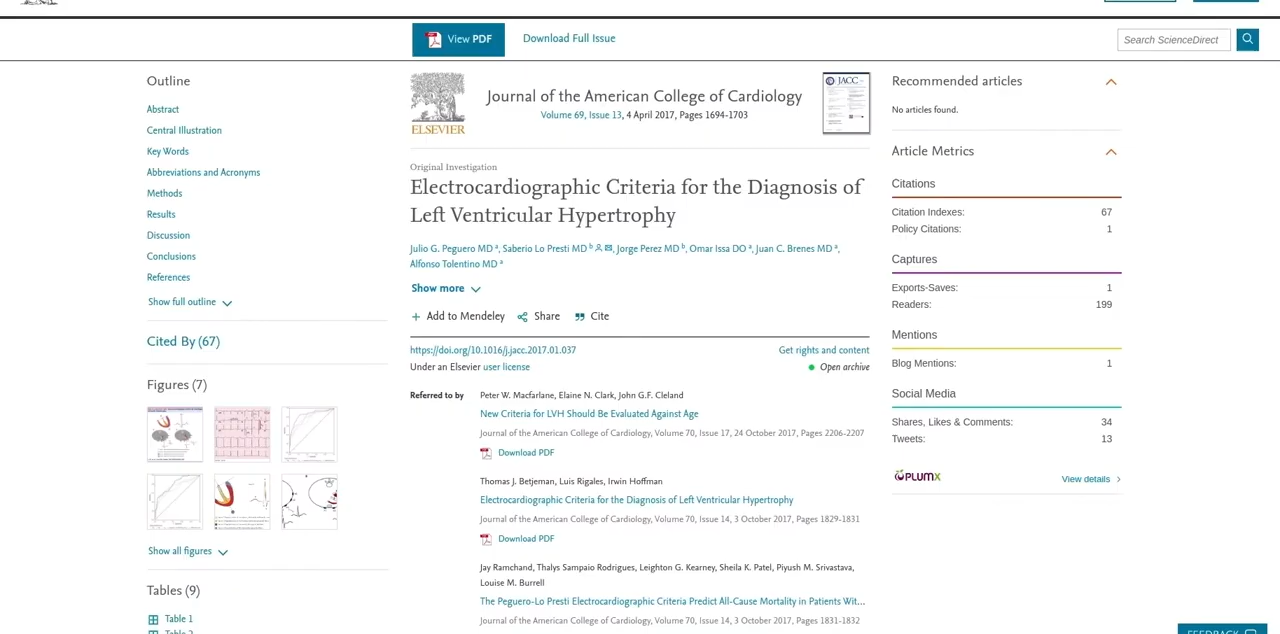 View PDF
Download Full Issue
Search ScienceDirect
Outline
Abstract
Central Illustration
Key Words
Abbreviations and Acronyms
Methods
Results
Discussion
Conclusions
References
Show full outline
Cited By (67)
Figures (7)
Show all figures
Tables (9)
Table 1
ELSEVIER
Journal of the American College of Cardiology
Volume 69, Issue 13, 4 April 2017, Pages 1694-1703
JACC
Original Investigation
Electrocardiographic Criteria for the Diagnosis of
Left Ventricular Hypertrophy
Julio G. Peguero MD a, Saberio Lo Presti MD b, Jorge Perez MD b, Omar Issa DO a, Juan C. Brenes MD a,
Alfonso Tolentino MD a
Show more
Add to Mendeley Share Cite
https://doi.org/10.1016/j.jacc.2017.01.037 Get rights and content
Under an Elsevier user license Open archive
Referred to by Peter W. Macfarlane, Elaine N. Clark, John G.F. Cleland
New Criteria for LVH Should Be Evaluated Against Age
Journal of the American College of Cardiology, Volume 70, Issue 17, 24 October 2017, Pages 2206-2207
Download PDF
Thomas J. Betjeman, Luis Rigales, Irwin Hoffman
Electrocardiographic Criteria for the Diagnosis of Left Ventricular Hypertrophy
Journal of the American College of Cardiology, Volume 70, Issue 14, 3 October 2017, Pages 1829-1831
Download PDF
Jay Ramchand, Thalys Sampaio Rodrigues, Leighton G. Kearney, Sheila K. Patel, Piyush M. Srivastava,
Louise M. Burrell
The Peguero-Lo Presti Electrocardiographic Criteria Predict All-Cause Mortality in Patients Wit...
Journal of the American College of Cardiology, Volume 70, Issue 14, 3 October 2017, Pages 1831-1832
Recommended articles
No articles found.
Article Metrics
Citations
Citation Indexes: 67
Policy Citations: 1
Captures
Exports-Saves: 1
Readers: 199
Mentions
Blog Mentions: 1
Social Media
Shares, Likes & Comments: 34
Tweets: 13
PLUMX View details
FEEDBACK